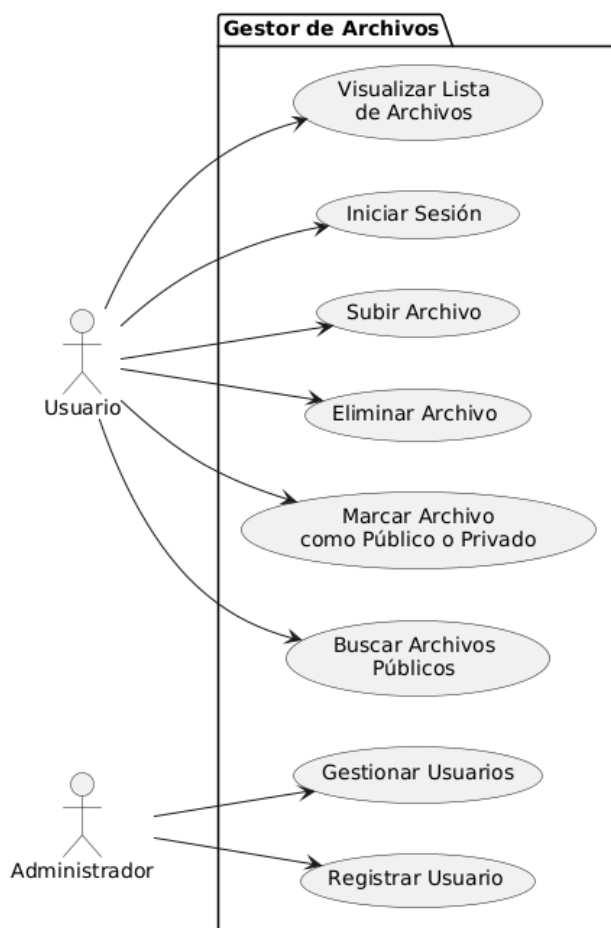 Gestor de Archivos
Visualizar Lista
de Archivos
Iniciar Sesión
Subir Archivo
Usuario
Eliminar Archivo
Marcar Archivo
como Público o Privado
Buscar Archivos
Públicos
Gestionar Usuarios
Administrador
Registrar Usuario